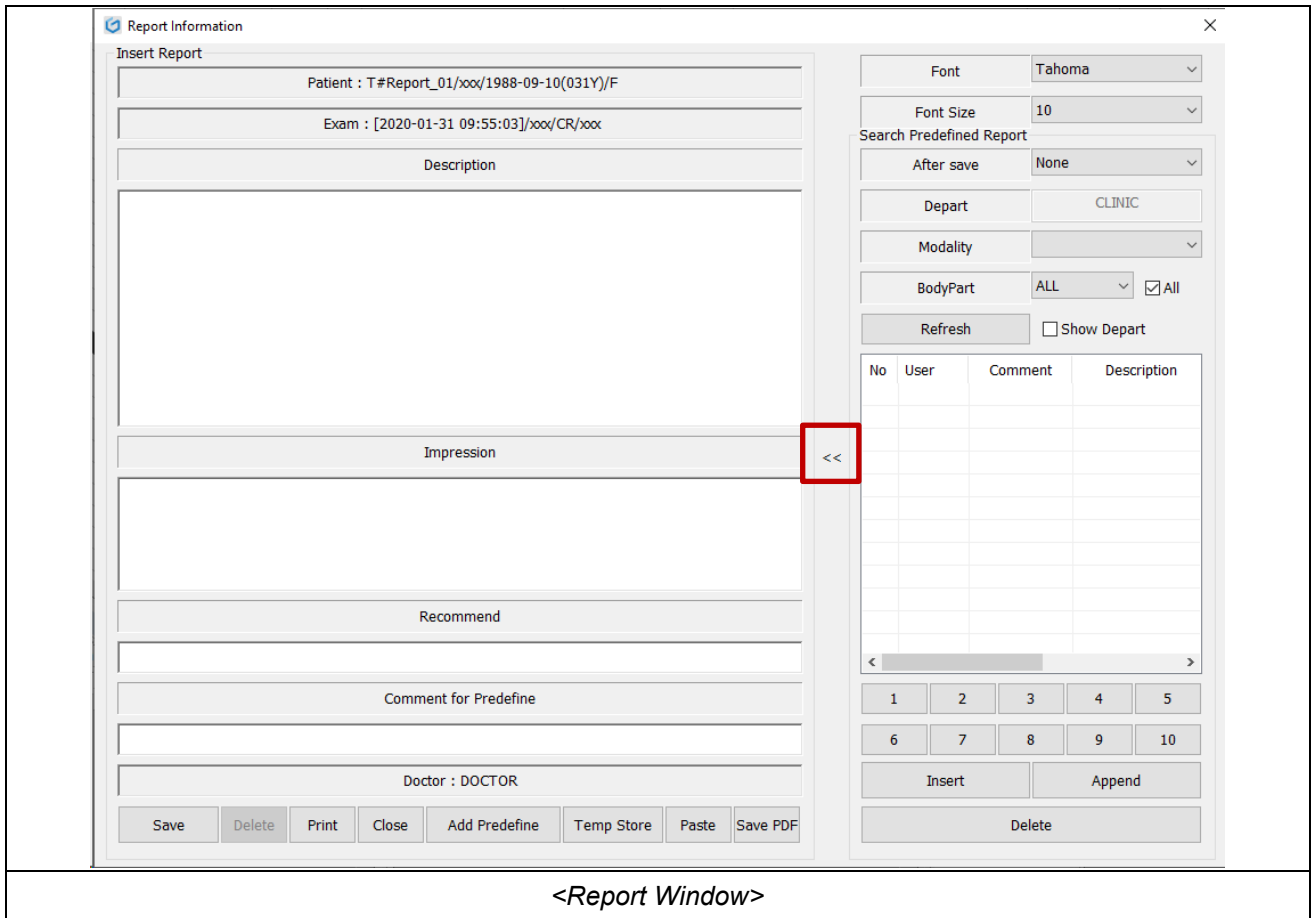 Report Information
Insert Report
Patient : T#Report_01/xxx/1988-09-10(031Y)/F
Exam : [2020-01-31 09:55:03]/xxx/CR/xxx
Description
Impression
Recommend
Comment for Predefine
Doctor : DOCTOR
Save Delete Print Close Add Predefine Temp Store Paste Save PDF
<<
Font Tahoma
Font Size 10
Search Predefined Report
After save None
Depart CLINIC
Modality
BodyPart ALL All
Refresh Show Depart
No User Comment Description
1 2 3 4 5
6 7 8 9 10
Insert Append
Delete
<Report Window>